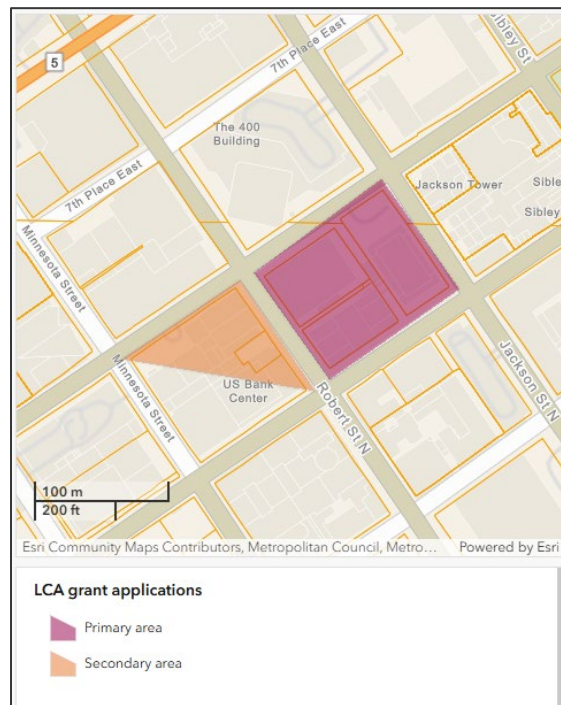 Sibley St
5
7th Place East
The 400
Building
Jackson Tower
Sible
Sibley
7th Place East
Minnesota Street
Minnesota Street
US Bank
Center
Robert St N
Jackson St N
100 m
200 ft
Esri Community Maps Contributors, Metropolitan Council, Metro… Powered by Esri
LCA grant applications
Primary area
Secondary area